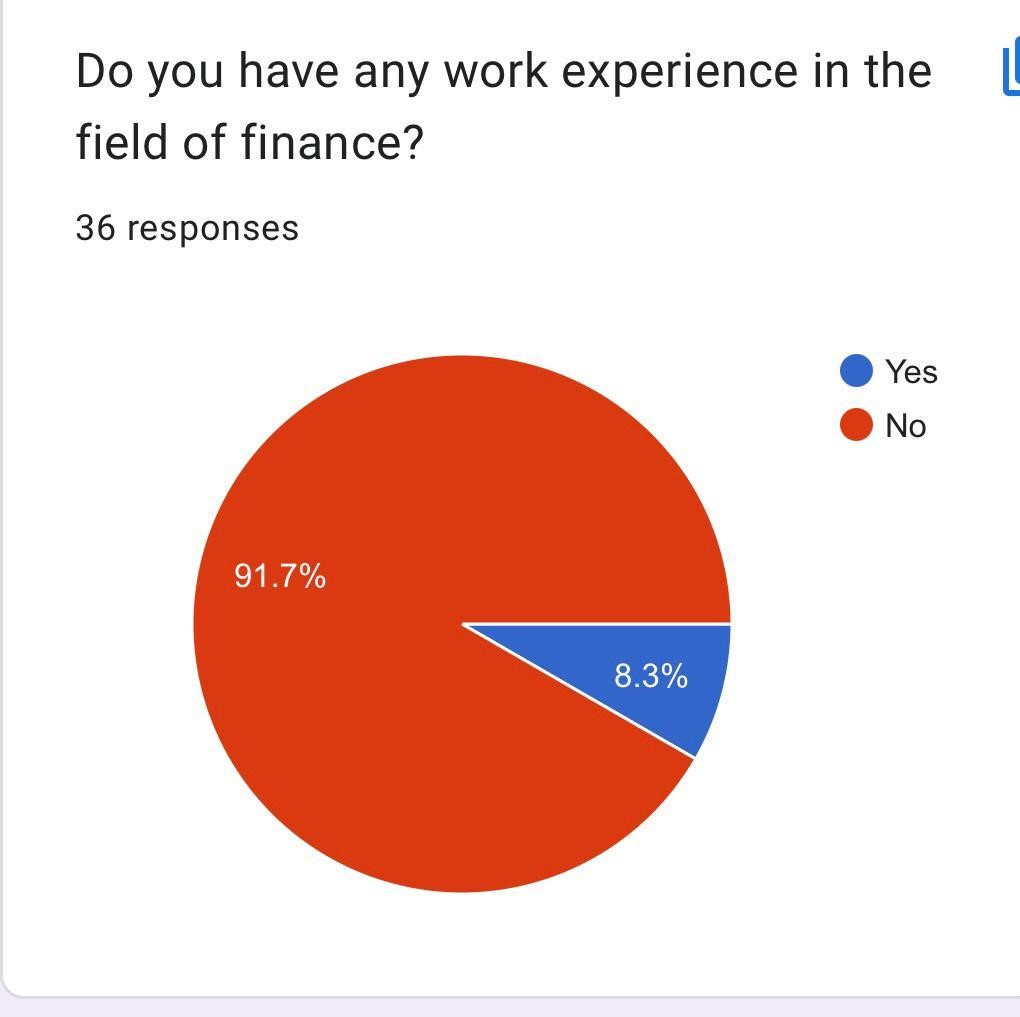 Do you have any work experience in the
field of finance?
36 responses
Yes
No
91.7%
8.3%